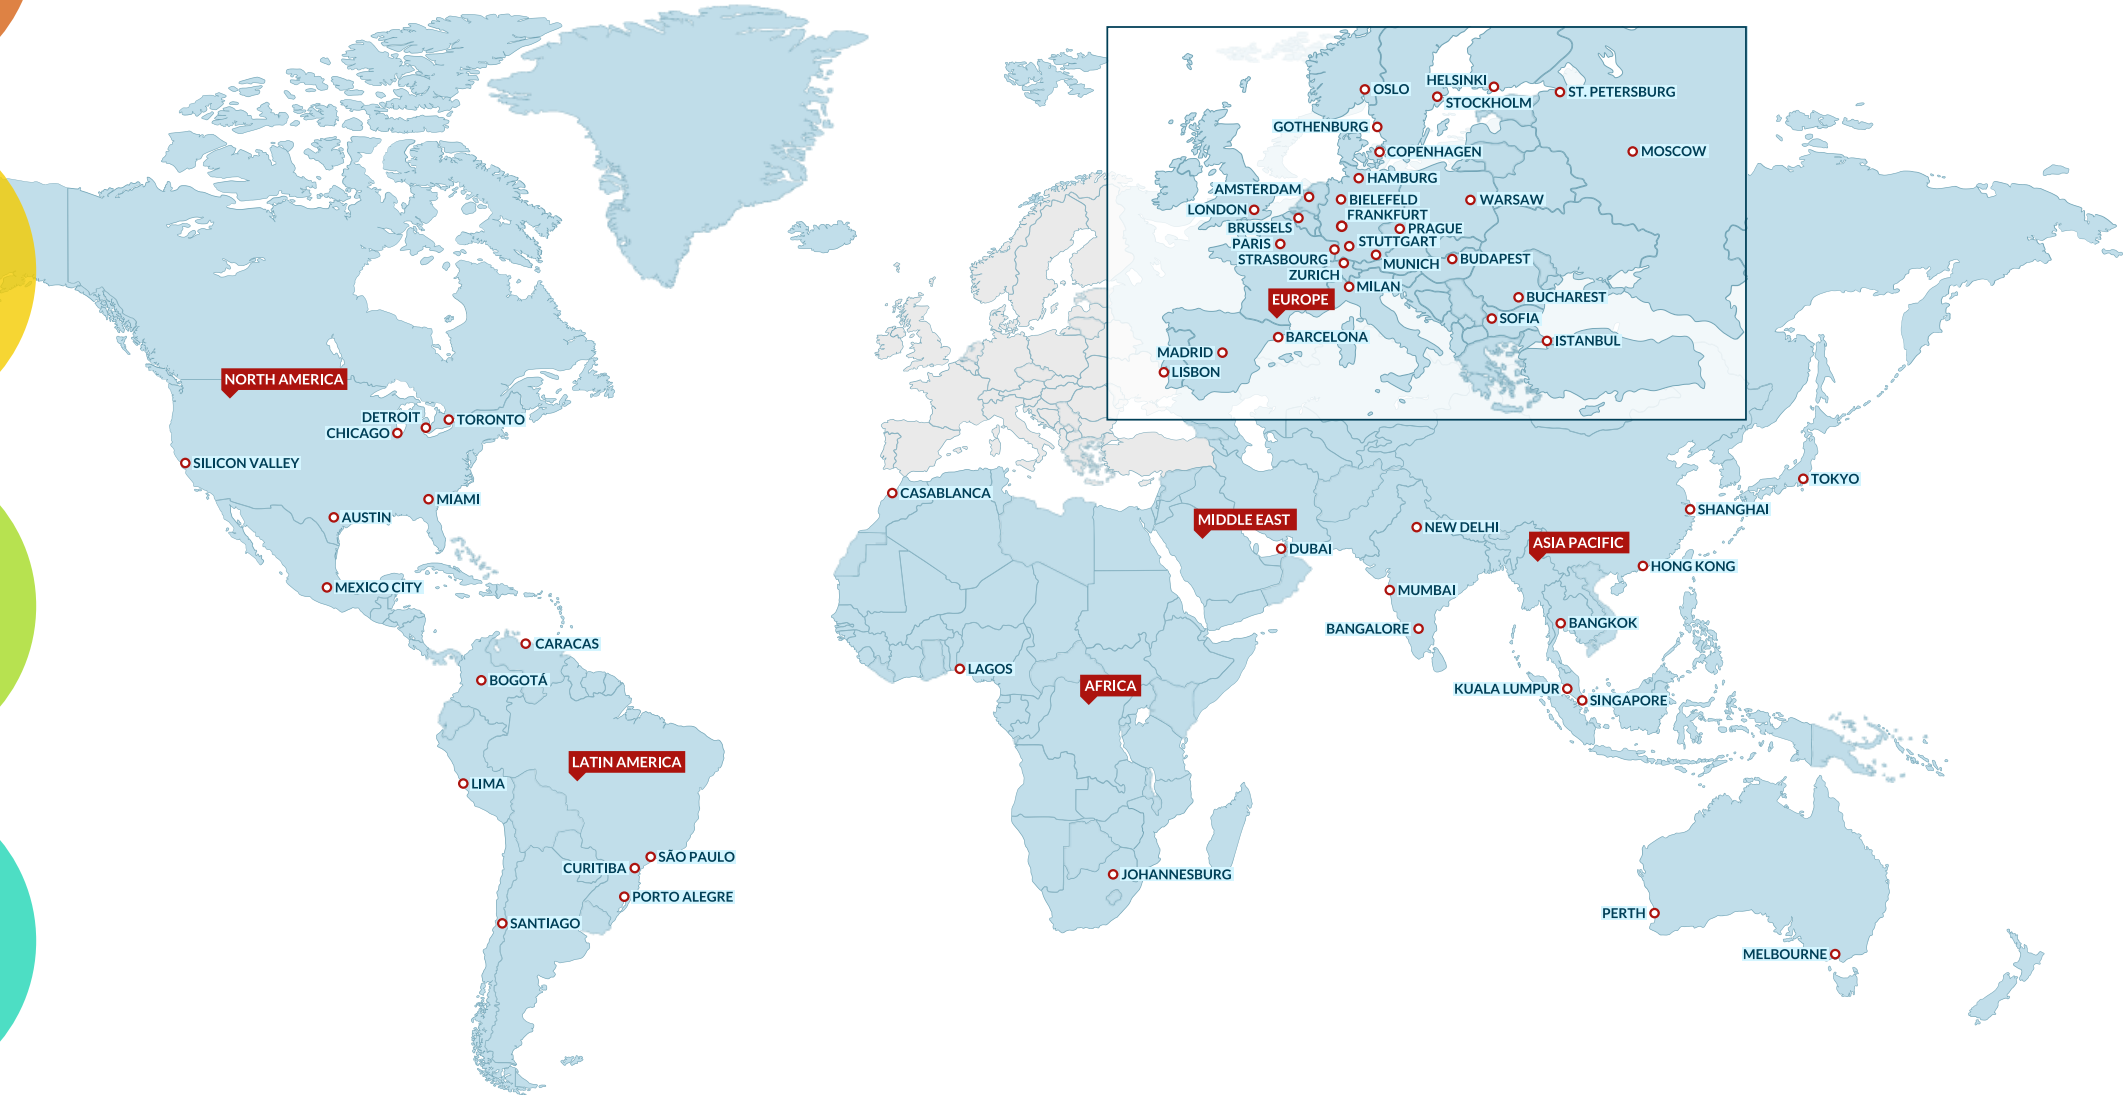 NORTH AMERICA
DETROIT
TORONTO
CHICAGO
SILICON VALLEY
MIAMI
AUSTIN
MEXICO CITY
CARACAS
BOGOTÁ
LATIN AMERICA
LIMA
SÃO PAULO
CURITIBA
PORTO ALEGRE
SANTIAGO
HELSINKI
OSLO
ST. PETERSBURG
STOCKHOLM
GOTHENBURG
COPENHAGEN
MOSCOW
HAMBURG
AMSTERDAM
BIELEFELD
WARSAW
LONDON
FRANKFURT
BRUSSELS
PRAGUE
PARIS
STUTTGART
STRASBOURG
MUNICH
BUDAPEST
ZURICH
MILAN
EUROPE
BUCHAREST
SOFIA
BARCELONA
ISTANBUL
MADRID
LISBON
CASABLANCA
MIDDLE EAST
DUBAI
LAGOS
AFRICA
JOHANNESBURG
TOKYO
SHANGHAI
NEW DELHI
ASIA PACIFIC
HONG KONG
MUMBAI
BANGKOK
BANGALORE
KUALA LUMPUR
SINGAPORE
PERTH
MELBOURNE